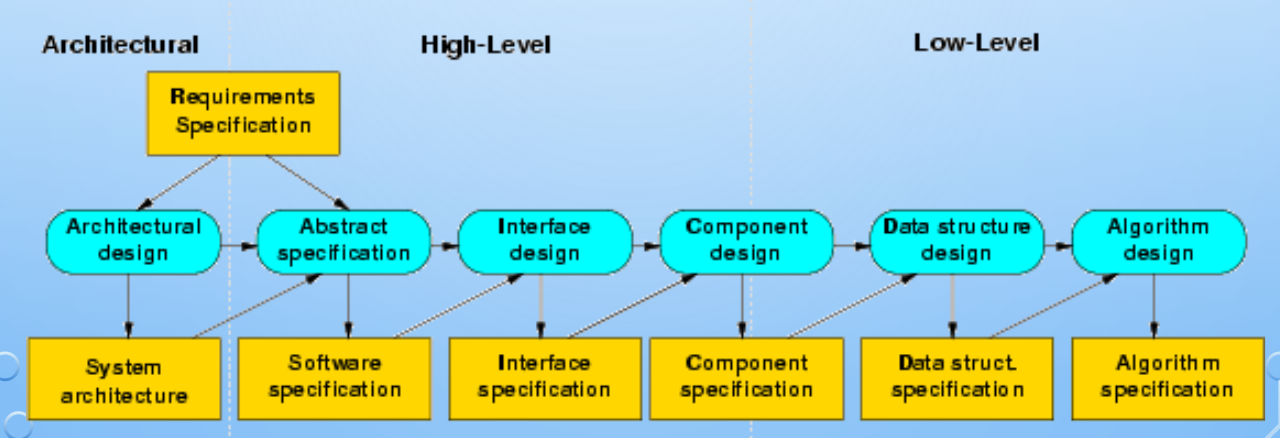 Architectural
High-Level
Low-Level
Requirements
Specification
Architectural
design
Abstract
specification
Interface
design
Component
design
Data structure
design
Algorithm
design
System
architecture
Software
specification
Interface
specification
Component
specification
Data struct.
specification
Algorithm
specification